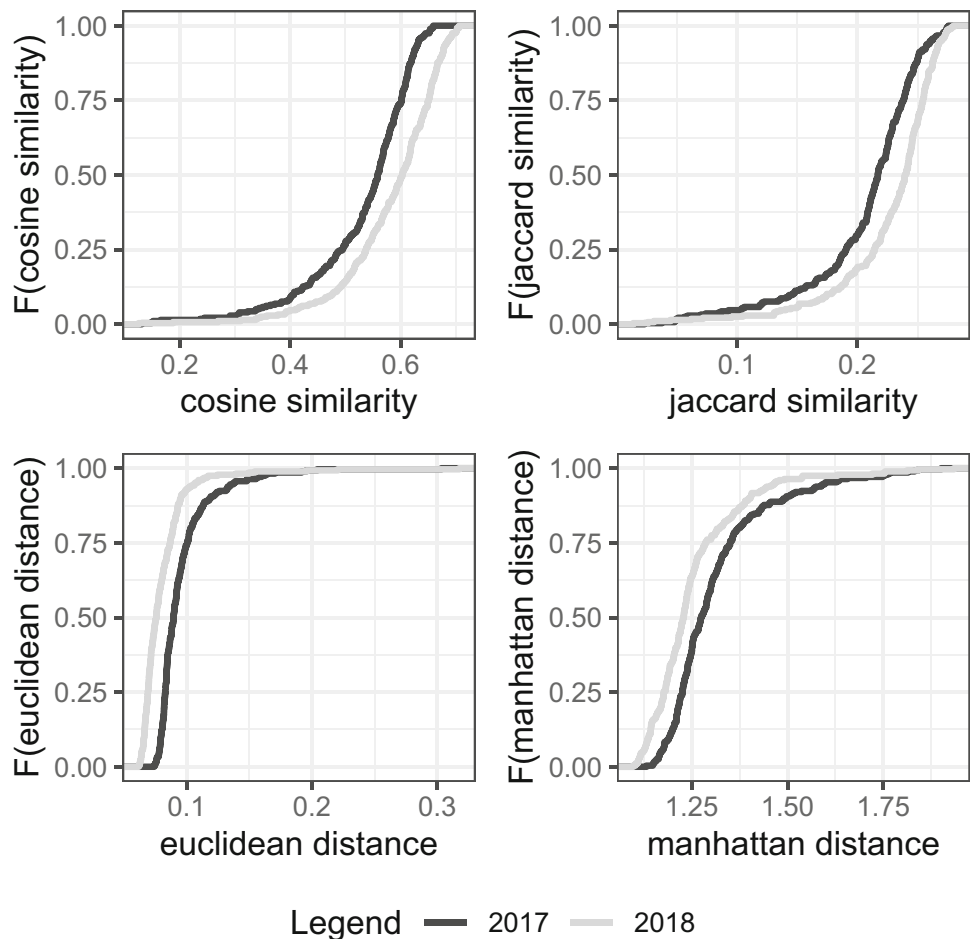 F(cosine similarity)
1.00
0.75
0.50
0.25
0.00
0.2 0.4 0.6
cosine similarity
F(jaccard similarity)
1.00
0.75
0.50
0.25
0.00
0.1 0.2
jaccard similarity
F(euclidean distance)
1.00
0.75
0.50
0.25
0.00
0.1 0.2 0.3
euclidean distance
F(manhattan distance)
1.00
0.75
0.50
0.25
0.00
1.25 1.50 1.75
manhattan distance
Legend 2017 2018